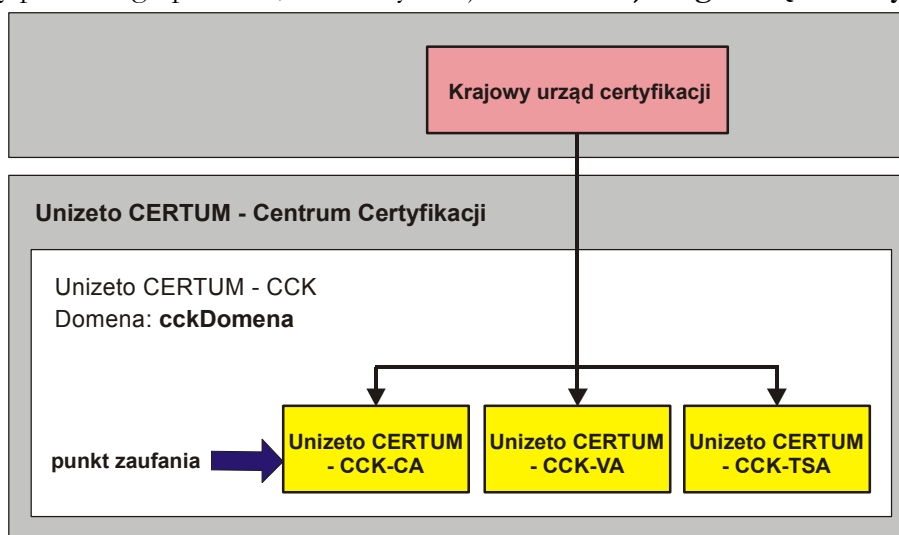 Krajowy urząd certyfikacji
Unizeto CERTUM - Centrum Certyfikacji
Unizeto CERTUM - CCK
Domena: cckDomena
punkt zaufania
Unizeto CERTUM
- CCK-CA
Unizeto CERTUM
- CCK-VA
Unizeto CERTUM
- CCK-TSA